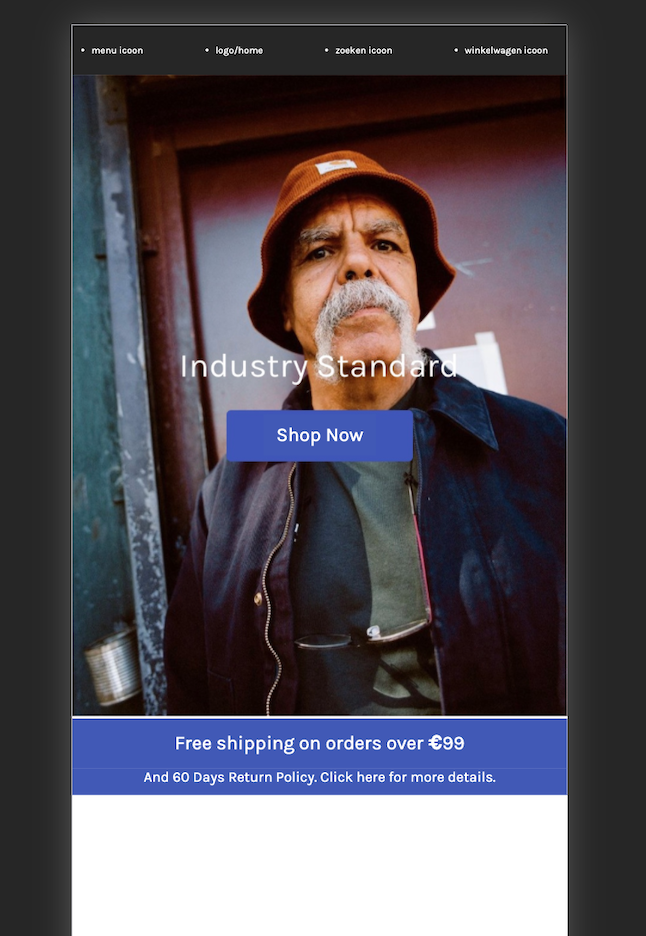 menu icoon
logo/home
zoeken icoon
winkelwagen icoon
Industry Standard
Shop Now
Free shipping on orders over €99
And 60 Days Return Policy. Click here for more details.